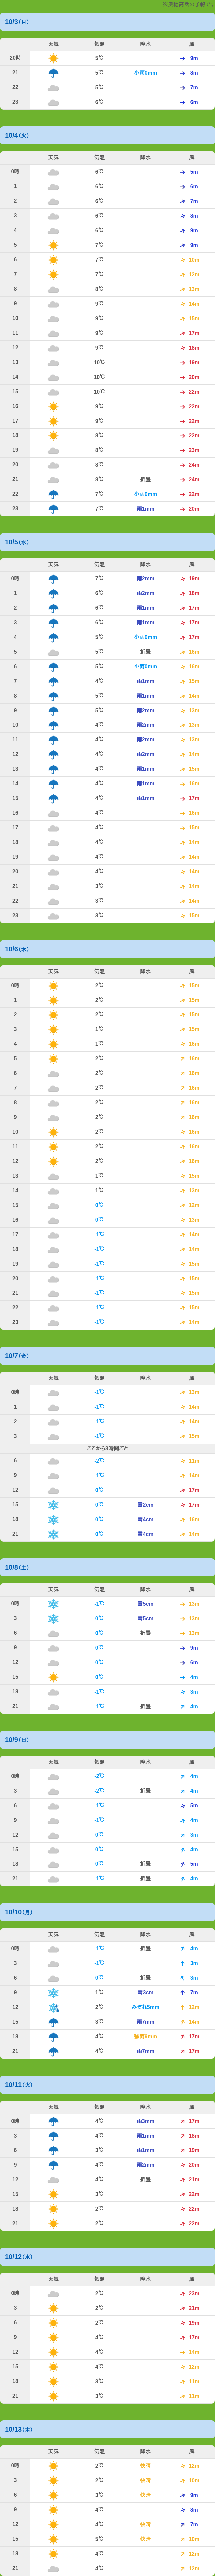 10/3(月)
天気 気温 降水 風
20時 5℃ 9m
21 5℃ 小雨0mm 8m
22 5℃ 7m
23 6℃ 6m
10/4(火)
天気 気温 降水 風
0時 6℃ 5m
1 6℃ 6m
2 6℃ 7m
3 6℃ 8m
4 6℃ 9m
5 7℃ 9m
6 7℃ 10m
7 7℃ 12m
8 8℃ 13m
9 9℃ 14m
10 9℃ 15m
11 9℃ 17m
12 9℃ 18m
13 10℃ 19m
14 10℃ 20m
15 10℃ 22m
16 9℃ 22m
17 9℃ 22m
18 8℃ 22m
19 8℃ 23m
20 8℃ 24m
21 8℃ 折畳 24m
22 7℃ 小雨0mm 22m
23 7℃ 雨1mm 20m
10/5(水)
天気 気温 降水 風
0時 7℃ 雨2mm 19m
1 6℃ 雨2mm 18m
2 6℃ 雨1mm 17m
3 6℃ 雨1mm 17m
4 5℃ 小雨0mm 17m
5 5℃ 折畳 16m
6 5℃ 小雨0mm 16m
7 4℃ 雨1mm 15m
8 5℃ 雨1mm 14m
9 5℃ 雨2mm 13m
10 4℃ 雨2mm 13m
11 4℃ 雨2mm 13m
12 4℃ 雨2mm 14m
13 4℃ 雨1mm 15m
14 4℃ 雨1mm 16m
15 4℃ 雨1mm 17m
16 4℃ 16m
17 4℃ 15m
18 4℃ 14m
19 4℃ 14m
20 4℃ 14m
21 3℃ 14m
22 3℃ 14m
23 3℃ 15m
10/6(木)
天気 気温 降水 風
0時 2℃ 15m
1 2℃ 15m
2 2℃ 15m
3 1℃ 15m
4 1℃ 16m
5 2℃ 16m
6 2℃ 16m
7 2℃ 16m
8 2℃ 16m
9 2℃ 16m
10 2℃ 16m
11 2℃ 16m
12 2℃ 16m
13 1℃ 15m
14 1℃ 13m
15 0℃ 12m
16 0℃ 13m
17 -1℃ 14m
18 -1℃ 14m
19 -1℃ 15m
20 -1℃ 15m
21 -1℃ 15m
22 -1℃ 15m
23 -1℃ 14m
10/7(金)
天気 気温 降水 風
0時 -1℃ 13m
1 -1℃ 14m
2 -1℃ 14m
3 -1℃ 15m
ここから3時間ごと
6 -2℃ 11m
9 -1℃ 14m
12 0℃ 17m
15 0℃ 雪2cm 17m
18 0℃ 雪4cm 16m
21 0℃ 雪4cm 14m
10/8(土)
天気 気温 降水 風
0時 -1℃ 雪5cm 13m
3 0℃ 雪5cm 13m
6 0℃ 折畳 13m
9 0℃ 9m
12 0℃ 6m
15 0℃ 4m
18 -1℃ 3m
21 -1℃ 折畳 4m
10/9(日)
天気 気温 降水 風
0時 -2℃ 4m
3 -2℃ 折畳 4m
6 -1℃ 5m
9 -1℃ 4m
12 0℃ 3m
15 0℃ 4m
18 0℃ 折畳 5m
21 -1℃ 折畳 4m
10/10(月)
天気 気温 降水 風
0時 -1℃ 折畳 4m
3 -1℃ 3m
6 0℃ 折畳 3m
9 1℃ 雪3cm 7m
12 2℃ みぞれ5mm 12m
15 3℃ 雨7mm 14m
18 4℃ 強雨9mm 17m
21 4℃ 雨7mm 17m
10/11(火)
天気 気温 降水 風
0時 4℃ 雨3mm 17m
3 4℃ 雨1mm 18m
6 3℃ 雨1mm 19m
9 4℃ 雨2mm 20m
12 4℃ 折畳 21m
15 3℃ 22m
18 2℃ 22m
21 2℃ 22m
10/12(水)
天気 気温 降水 風
0時 2℃ 23m
3 2℃ 21m
6 2℃ 19m
9 4℃ 17m
12 4℃ 14m
15 4℃ 12m
18 3℃ 11m
21 3℃ 11m
10/13(木)
天気 気温 降水 風
0時 2℃ 快晴 12m
3 2℃ 快晴 10m
6 3℃ 快晴 9m
9 4℃ 8m
12 4℃ 快晴 7m
15 5℃ 快晴 10m
18 4℃ 12m
21 4℃ 12m